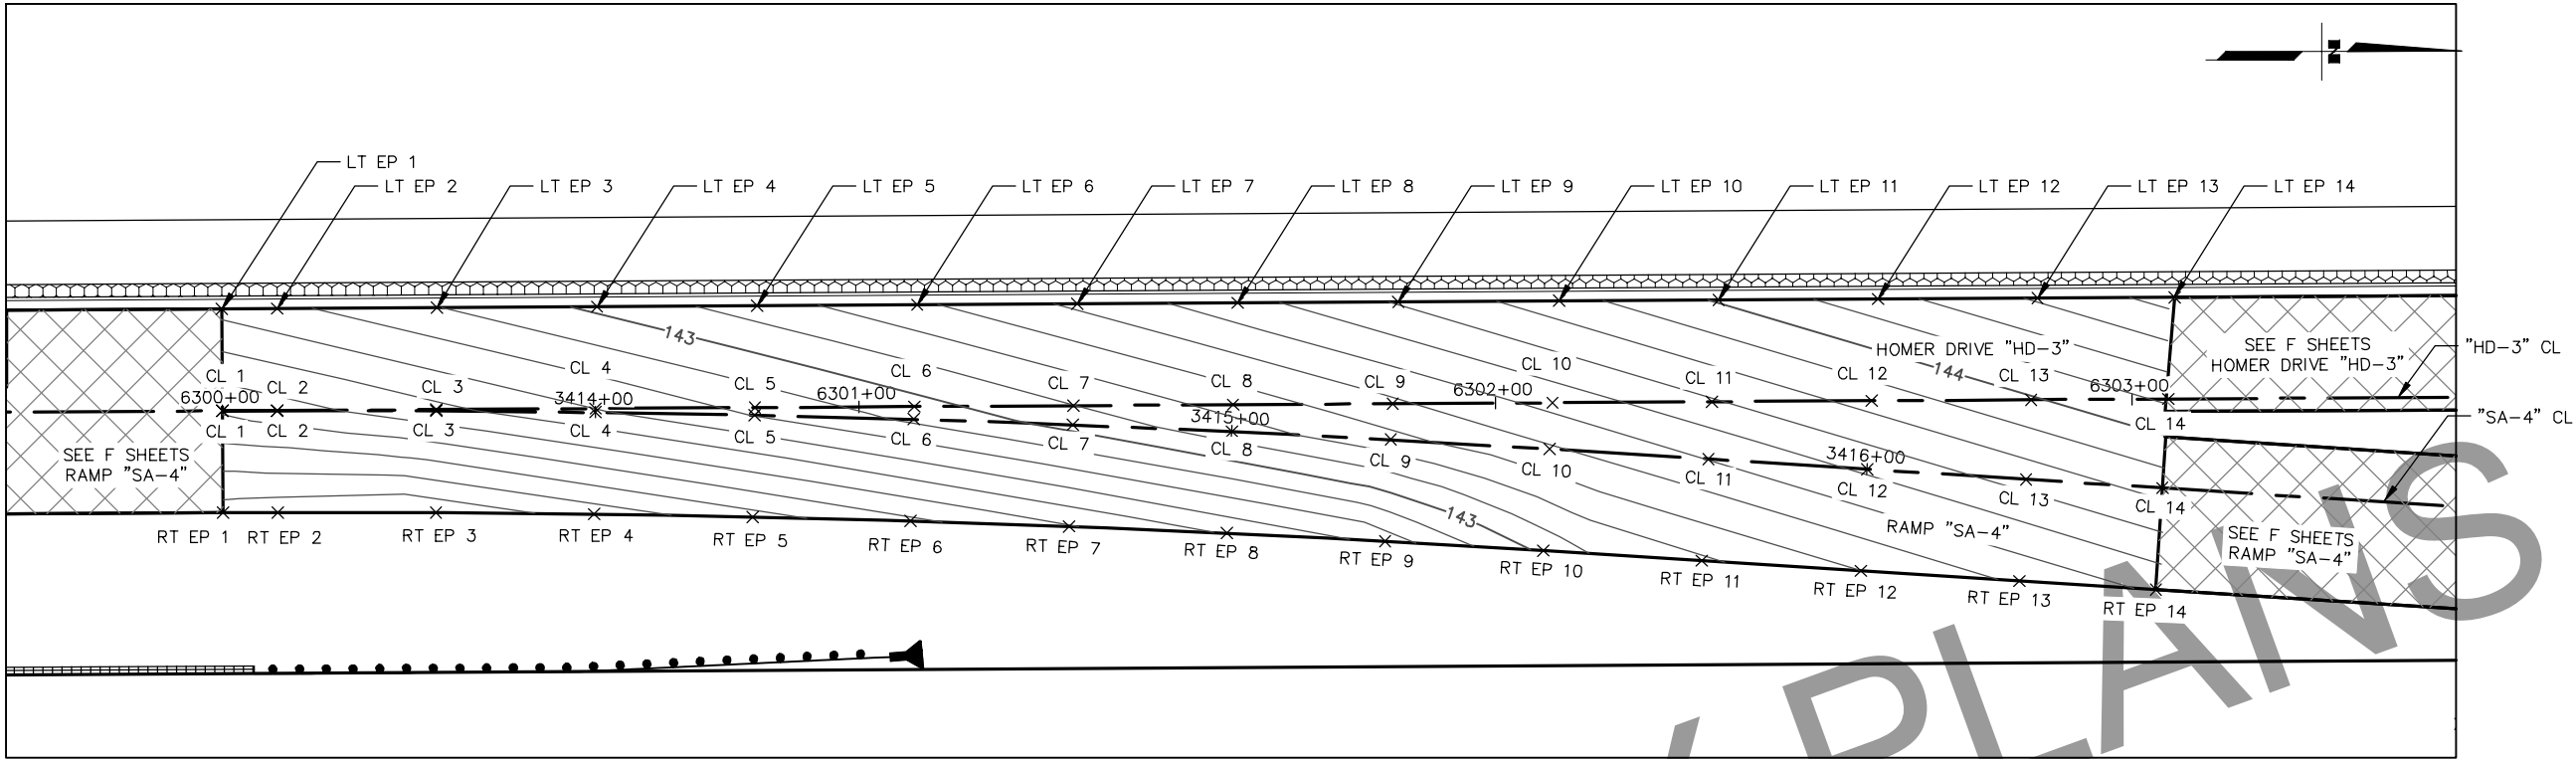 N
LT EP 1
LT EP 2
LT EP 3
LT EP 4
LT EP 5
LT EP 6
LT EP 7
LT EP 8
LT EP 9
LT EP 10
LT EP 11
LT EP 12
LT EP 13
LT EP 14
143
HOMER DRIVE "HD-3"
144
SEE F SHEETS
HOMER DRIVE "HD-3"
"HD-3" CL
CL 1
CL 2
CL 3
CL 4
CL 5
CL 6
CL 7
CL 8
CL 9
CL 10
CL 11
CL 12
CL 13
CL 14
6300+00
3414+00
6301+00
3415+00
6302+00
3416+00
6303+00
"SA-4" CL
CL 1
CL 2
CL 3
CL 4
CL 5
CL 6
CL 7
CL 8
CL 9
CL 10
CL 11
CL 12
CL 13
CL 14
SEE F SHEETS
RAMP "SA-4"
143
RAMP "SA-4"
SEE F SHEETS
RAMP "SA-4"
RT EP 1
RT EP 2
RT EP 3
RT EP 4
RT EP 5
RT EP 6
RT EP 7
RT EP 8
RT EP 9
RT EP 10
RT EP 11
RT EP 12
RT EP 13
RT EP 14
PLANS